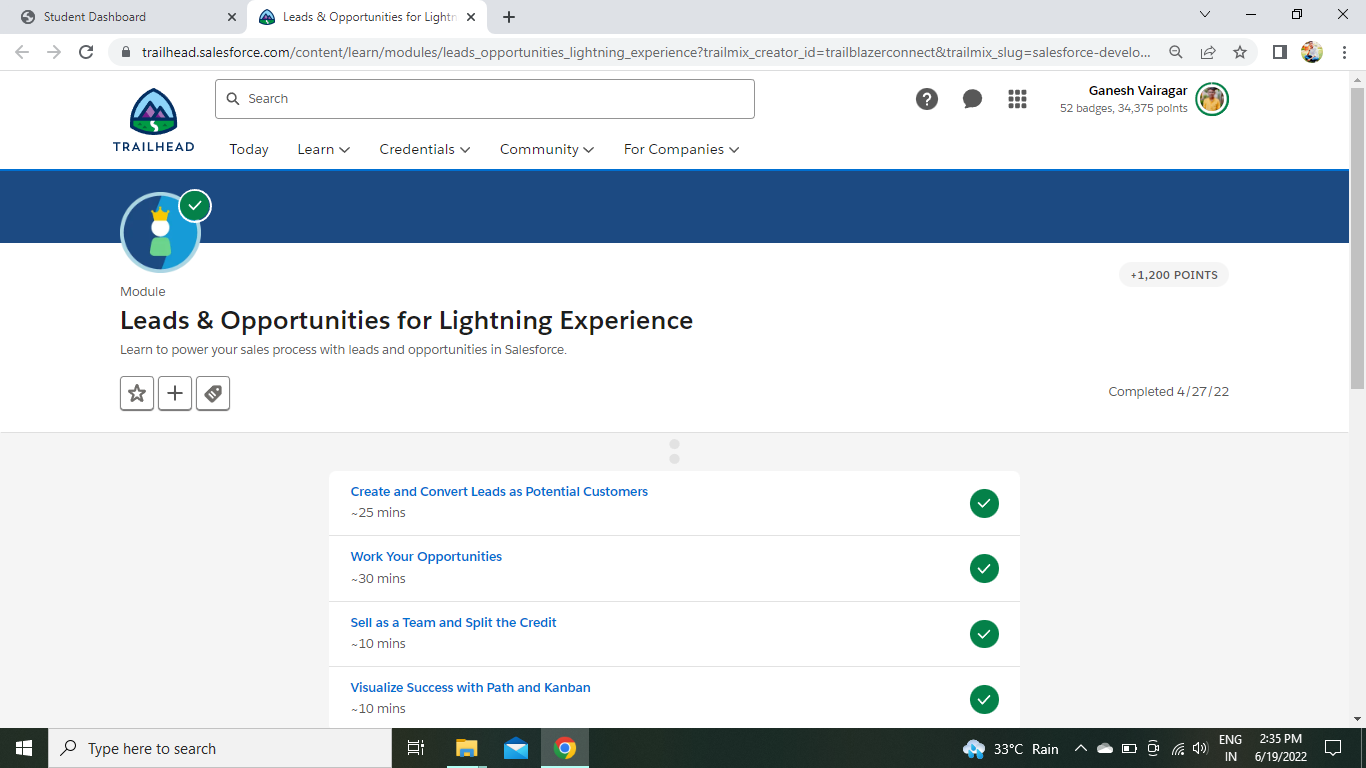 Student Dashboard
Leads & Opportunities for Lightn
trailhead.salesforce.com/content/learn/modules/leads_opportunities_lightning_experience?trailmix_creator_id=trailblazerconnect&trailmix_slug=salesforce-develo...
TRAILHEAD
Search
Ganesh Vairagar
52 badges, 34,375 points
Today
Learn
Credentials
Community
For Companies
+1,200 POINTS
Module
Leads & Opportunities for Lightning Experience
Learn to power your sales process with leads and opportunities in Salesforce.
Completed 4/27/22
Create and Convert Leads as Potential Customers
~25 mins
Work Your Opportunities
~30 mins
Sell as a Team and Split the Credit
~10 mins
Visualize Success with Path and Kanban
~10 mins
Type here to search
33°C Rain
ENG
IN
2:35 PM
6/19/2022